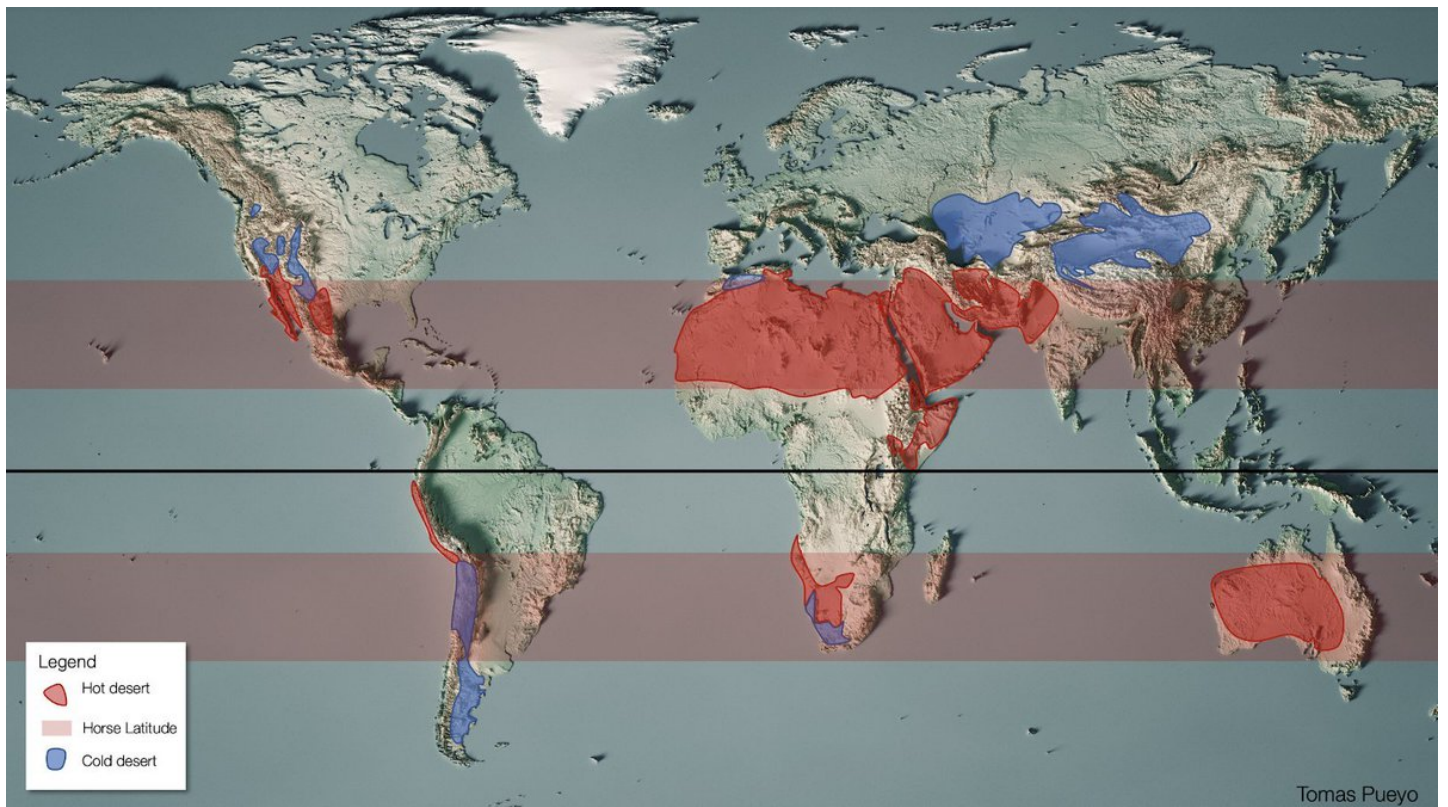 Legend
Hot desert
Horse Latitude
Cold desert
Tomas Pueyo